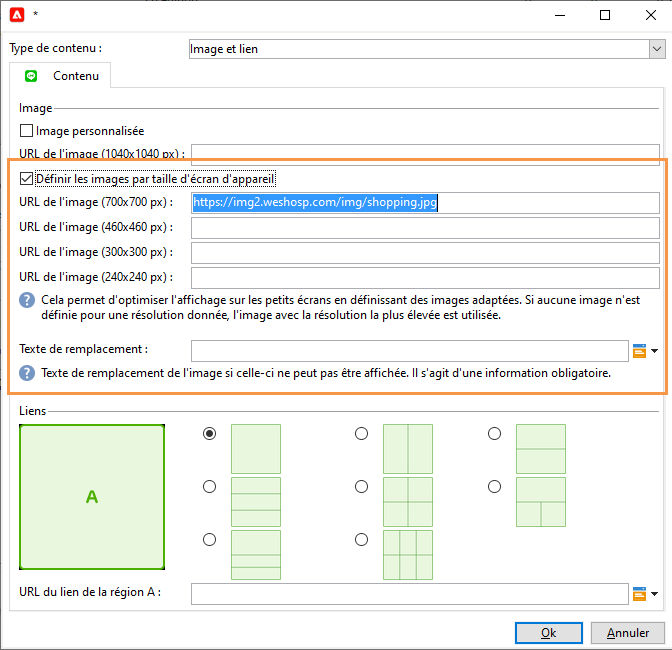 *
Type de contenu :
Image et lien
Contenu
Image
Image personnalisée
URL de l'image (1040x1040 px) :
Définir les images par taille d'écran d'appareil
URL de l'image (700x700 px) :
https://img2.weshosp.com/img/shopping.jpg
URL de l'image (460x460 px) :
URL de l'image (300x300 px) :
URL de l'image (240x240 px) :
? Cela permet d'optimiser l'affichage sur les petits écrans en définissant des images adaptées. Si aucune image n'est
définie pour une résolution donnée, l'image avec la résolution la plus élevée est utilisée.
Texte de remplacement :
? Texte de remplacement de l'image si celle-ci ne peut pas être affichée. Il s'agit d'une information obligatoire.
Liens
A
URL du lien de la région A :
Ok
Annuler